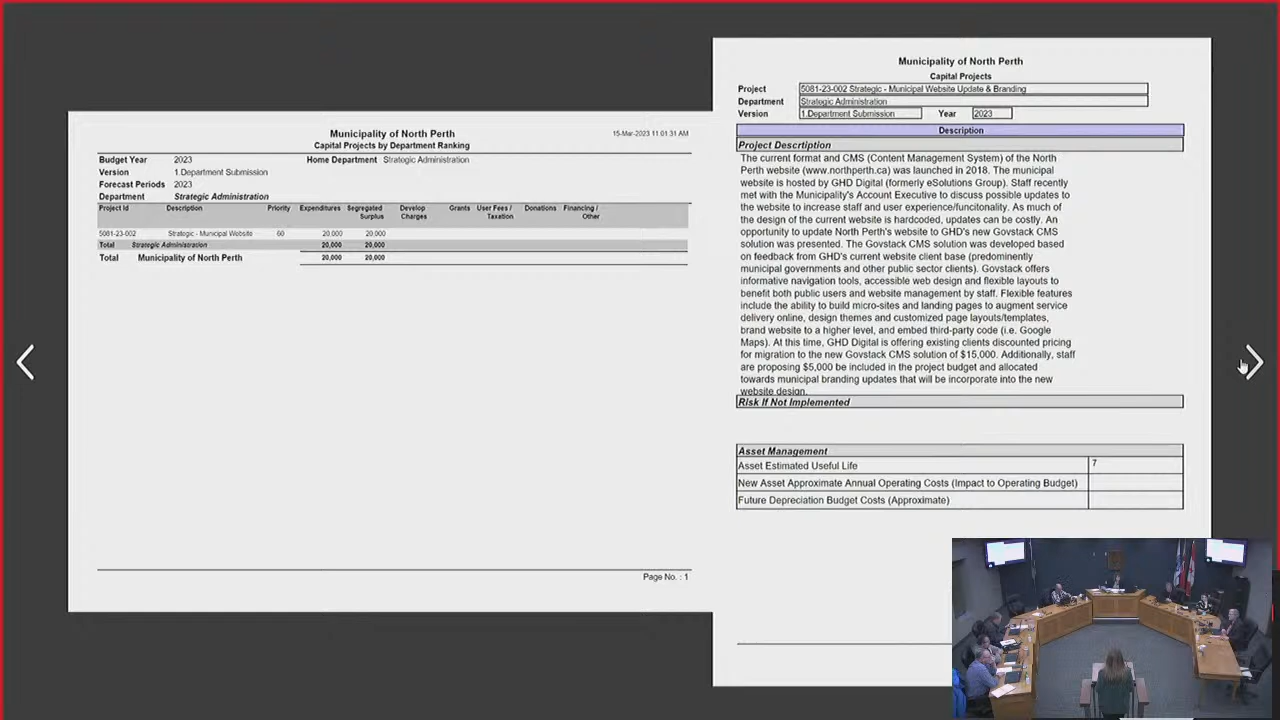 Municipality of North Perth
15-Mar-2023 11:01:31 AM
Capital Projects by Department Ranking
Budget Year 2023 Home Department Strategic Administration
Version 1.Department Submission
Forecast Periods 2023
Department Strategic Administration
Project Id Description Priority Expenditures Segregated Surplus Develop Charges Grants User Fees / Taxation Donations Financing / Other
5081-23-002 Strategic - Municipal Website 60 20,000 20,000
Total Strategic Administration 20,000 20,000
Total Municipality of North Perth 20,000 20,000
Page No. : 1
Municipality of North Perth
Capital Projects
Project 5081-23-002 Strategic - Municipal Website Update & Branding
Department Strategic Administration
Version 1.Department Submission Year 2023
Description
Project Description
The current format and CMS (Content Management System) of the North
Perth website (www.northperth.ca) was launched in 2018. The municipal
website is hosted by GHD Digital (formerly eSolutions Group). Staff recently
met with the Municipality's Account Executive to discuss possible updates to
the website to increase staff and user experience/funcitonality. As much of
the design of the current website is hardcoded, updates can be costly. An
opportunity to update North Perth's website to GHD's new Govstack CMS
solution was presented. The Govstack CMS solution was developed based
on feedback from GHD's current website client base (predominently
municipal governments and other public sector clients). Govstack offers
informative navigation tools, accessible web design and flexible layouts to
benefit both public users and website management by staff. Flexible features
include the ability to build micro-sites and landing pages to augment service
delivery online, design themes and customized page layouts/templates,
brand website to a higher level, and embed third-party code (i.e. Google
Maps). At this time, GHD Digital is offering existing clients discounted pricing
for migration to the new Govstack CMS solution of $15,000. Additionally, staff
are proposing $5,000 be included in the project budget and allocated
towards municipal branding updates that will be incorporate into the new
website design.
Risk If Not Implemented
Asset Management
Asset Estimated Useful Life 7
New Asset Approximate Annual Operating Costs (Impact to Operating Budget)
Future Depreciation Budget Costs (Approximate)